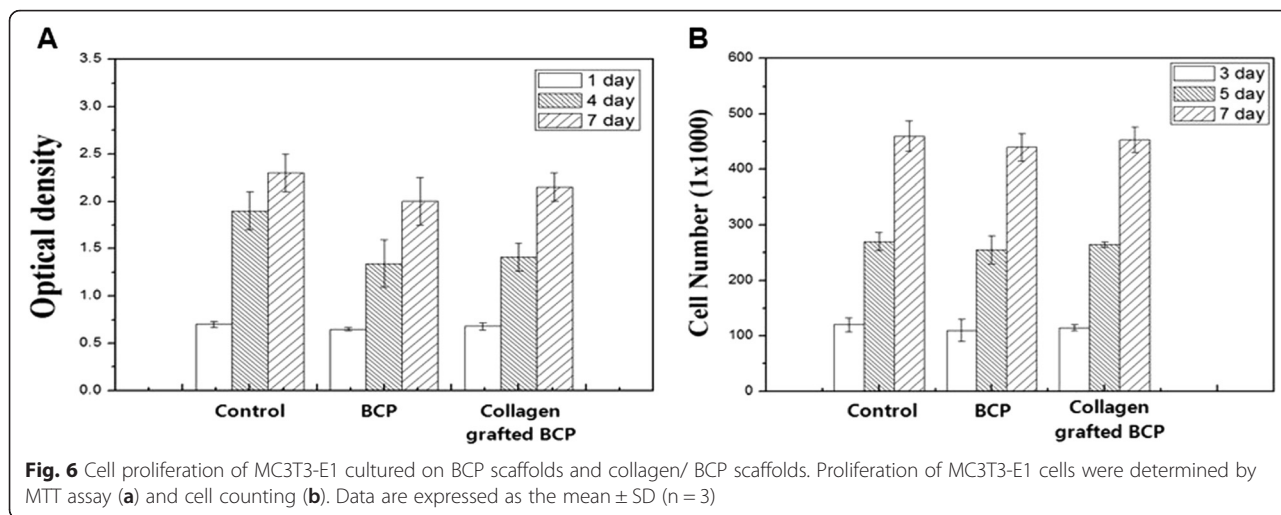 A
Optical density
3.5
3.0
2.5
2.0
1.5
1.0
0.5
0.0
1 day
4 day
7 day
Control
BCP
Collagen
grafted BCP
B
Cell Number (1x1000)
600
500
400
300
200
100
0
3 day
5 day
7 day
Control
BCP
Collagen
grafted BCP
Fig. 6 Cell proliferation of MC3T3-E1 cultured on BCP scaffolds and collagen/ BCP scaffolds. Proliferation of MC3T3-E1 cells were determined by
MTT assay (a) and cell counting (b). Data are expressed as the mean ± SD (n = 3)